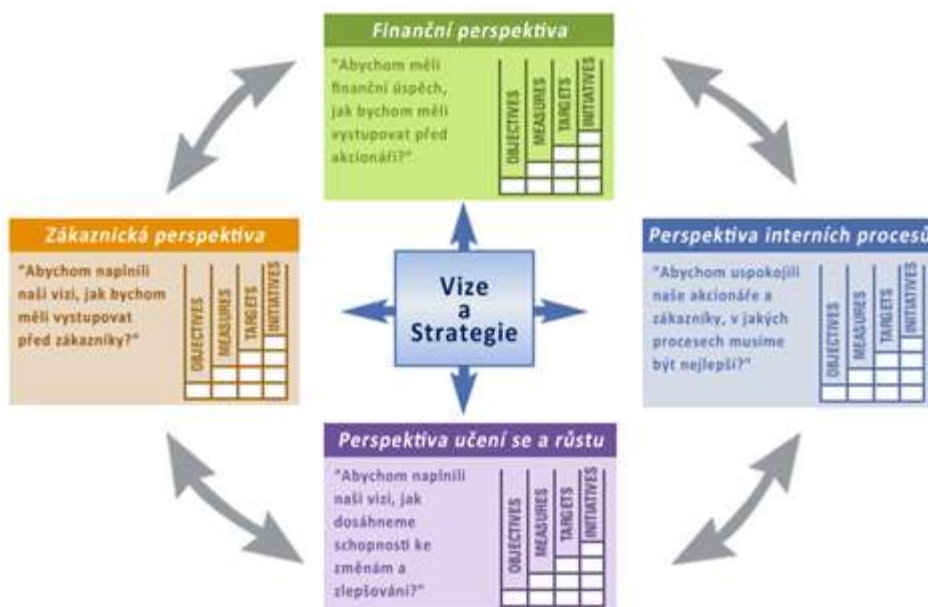 Finanční perspektiva
"Abychom měli
finanční úspěch,
jak bychom měli
vystupovat před
akcionáři?"
OBJECTIVES
MEASURES
TARGETS
INITIATIVES
Zákaznická perspektiva
"Abychom naplnili
naši vizi, jak bychom
měli vystupovat
před zákazníky?"
OBJECTIVES
MEASURES
TARGETS
INITIATIVES
Vize
a
Strategie
Perspektiva interních procesů
"Abychom uspokojili
naše akcionáře a
zákazníky, v jakých
procesech musíme
být nejlepší?"
OBJECTIVES
MEASURES
TARGETS
INITIATIVES
Perspektiva učení se a růstu
"Abychom naplnili
naši vizi, jak
dosáhneme
schopnosti ke
změnám a
zlepšování?"
OBJECTIVES
MEASURES
TARGETS
INITIATIVES